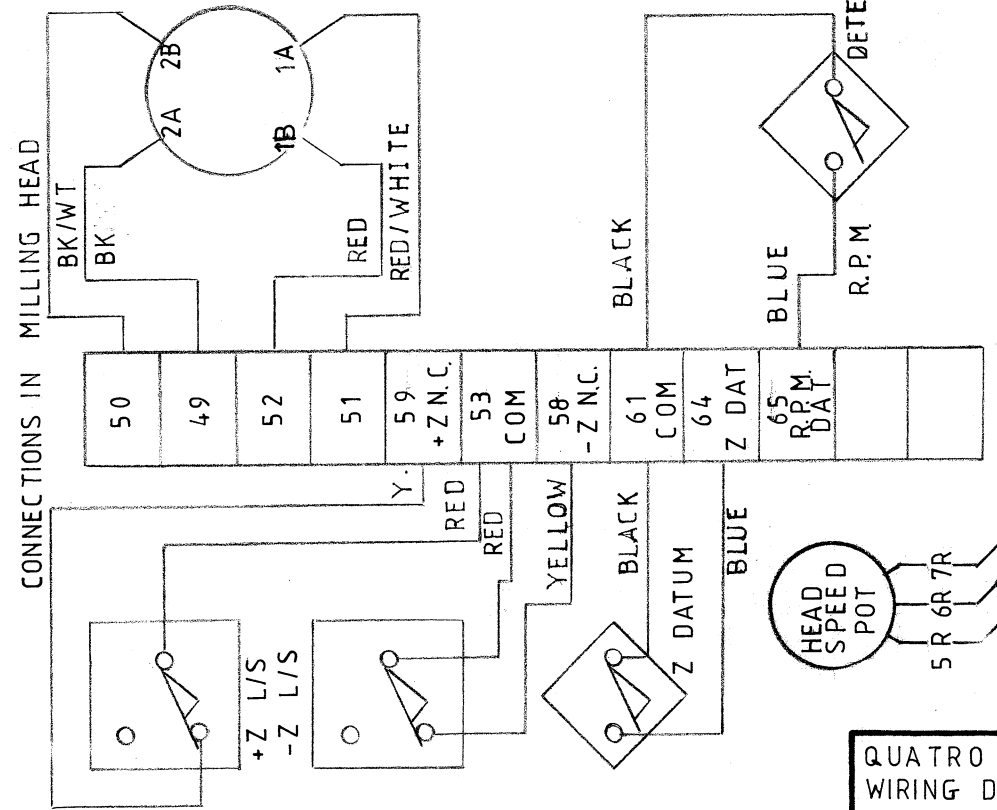 CONNECTIONS IN MILLING HEAD
2B
1A
2A
1B
BK/WT
BK
RED
RED/WHITE
BLACK
BLUE
R.P.M.
50
49
52
51
59
+Z N.C.
53
COM
58
-Z N.C.
61
COM
64
Z DAT
65
R.P.M.
DAT
Y.
RED
RED
YELLOW
BLACK
BLUE
+Z L/S
-Z L/S
Z DATUM
HEAD
SPEED
POT
5R
6R
7R
QUATRO
WIRING